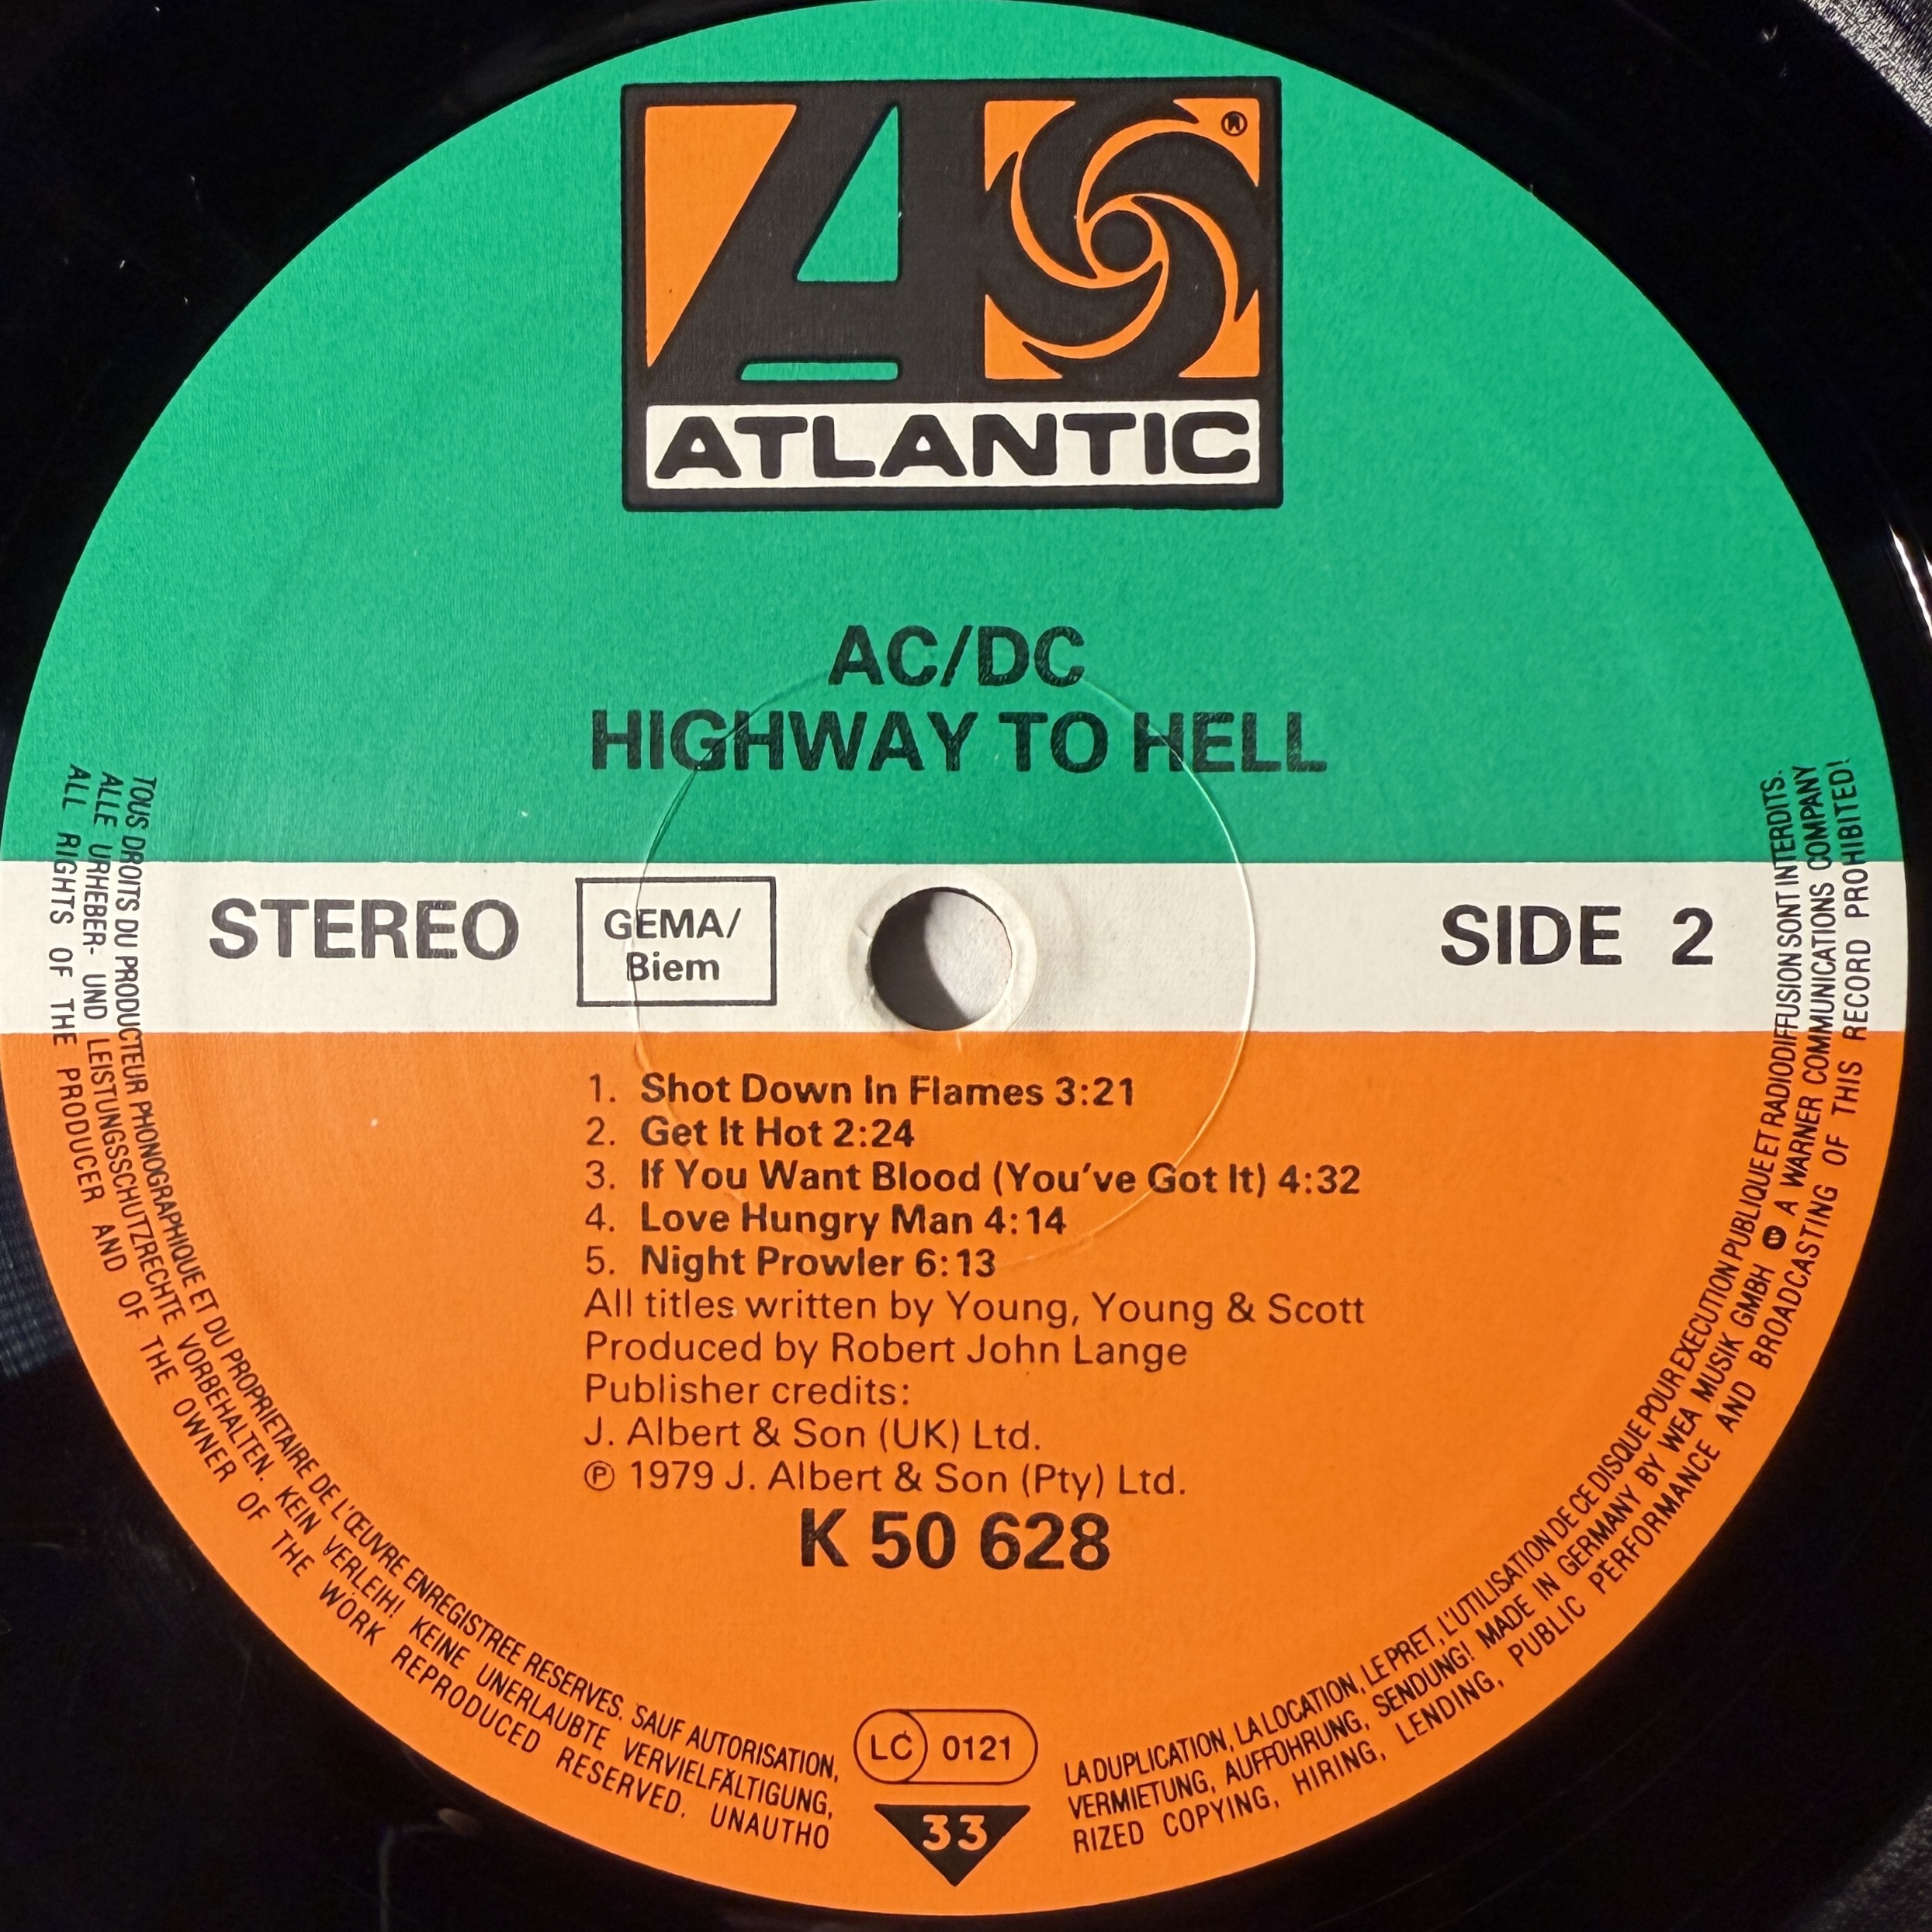 ATLANTIC
AC/DC
HIGHWAY TO HELL
STEREO
GEMA/
Biem
SIDE 2
1. Shot Down In Flames 3:21
2. Get It Hot 2:24
3. If You Want Blood (You've Got It) 4:32
4. Love Hungry Man 4:14
5. Night Prowler 6:13
All titles written by Young, Young & Scott
Produced by Robert John Lange
Publisher credits:
J. Albert & Son (UK) Ltd.
℗ 1979 J. Albert & Son (Pty) Ltd.
K 50 628
TOUS DROITS DU PRODUCTEUR PHONOGRAPHIQUE ET DU PROPRIETAIRE DE L'ŒUVRE ENREGISTREE RESERVES. SAUF AUTORISATION, LA DUPLICATION, LA LOCATION, LE PRET, L'UTILISATION DE CE DISQUE POUR EXECUTION PUBLIQUE ET RADIODIFFUSION SONT INTERDITS.
ALLE URHEBER- UND LEISTUNGSSCHUTZRECHTE VORBEHALTEN. KEIN VERLEIH! KEINE UNERLAUBTE VERVIELFÄLTIGUNG, VERMIETUNG, AUFFÜHRUNG, SENDUNG! MADE IN GERMANY BY WEA MUSIK GMBH A WARNER COMMUNICATIONS COMPANY
ALL RIGHTS OF THE PRODUCER AND OF THE OWNER OF THE WORK REPRODUCED RESERVED. UNAUTHORIZED COPYING, HIRING, LENDING, PUBLIC PERFORMANCE AND BROADCASTING OF THIS RECORD PROHIBITED!
LC 0121
33